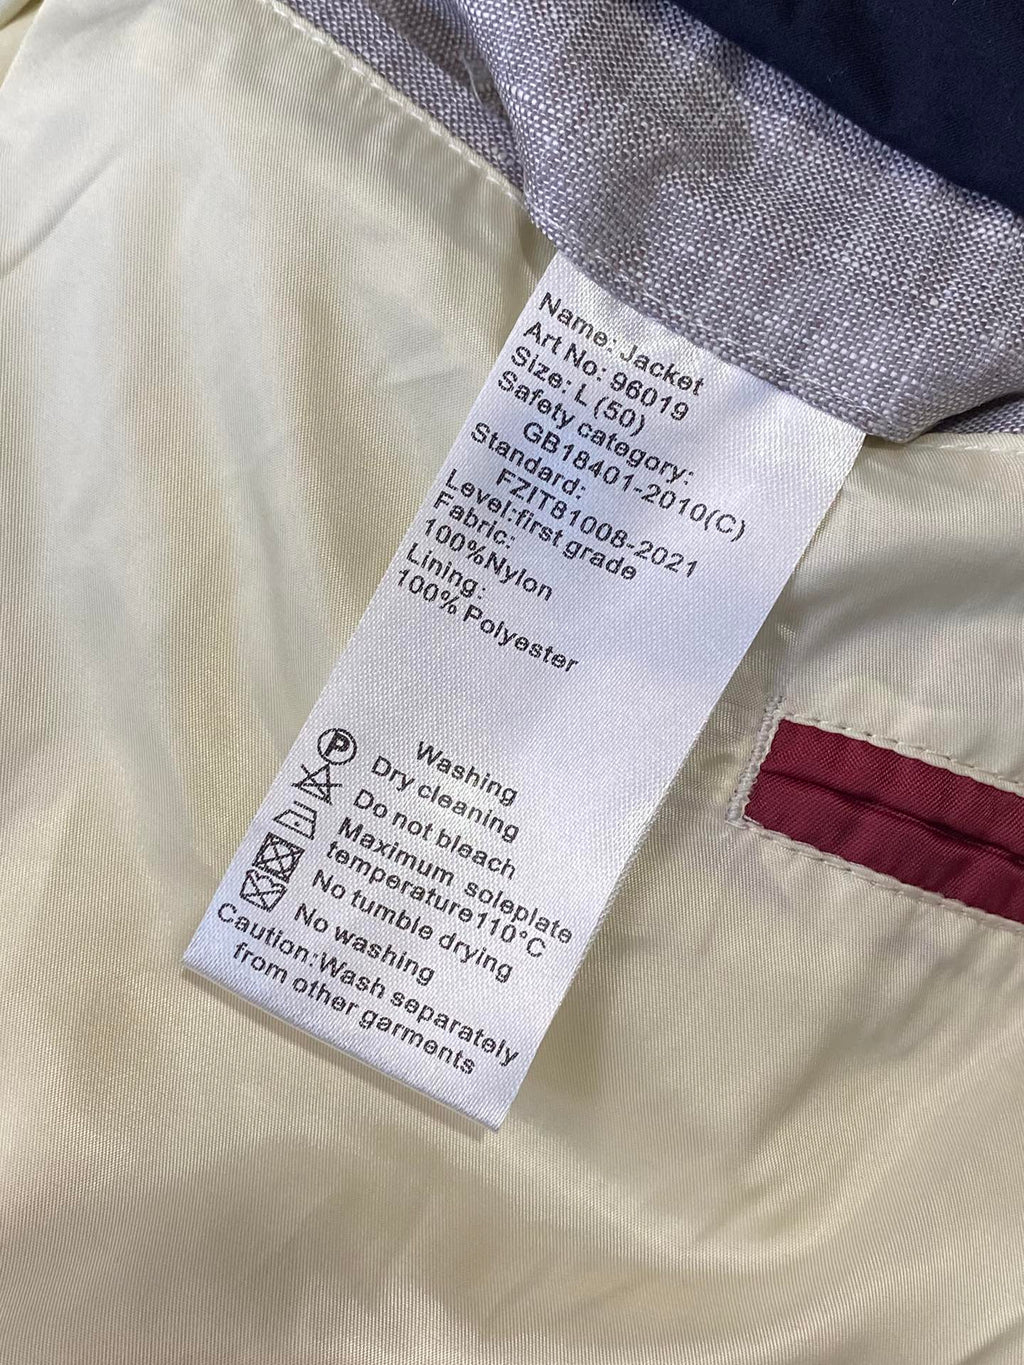 Name: Jacket
Art No: 96019
Size: L (50)
Safety category:
GB18401-2010(C)
Standard:
FZIT81008-2021
Level:first grade
Fabric:
100%Nylon
Lining:
100% Polyester
Washing
P Dry cleaning
Do not bleach
Maximum soleplate
temperature110°C
No tumble drying
No washing
Caution:Wash separately
from other garments